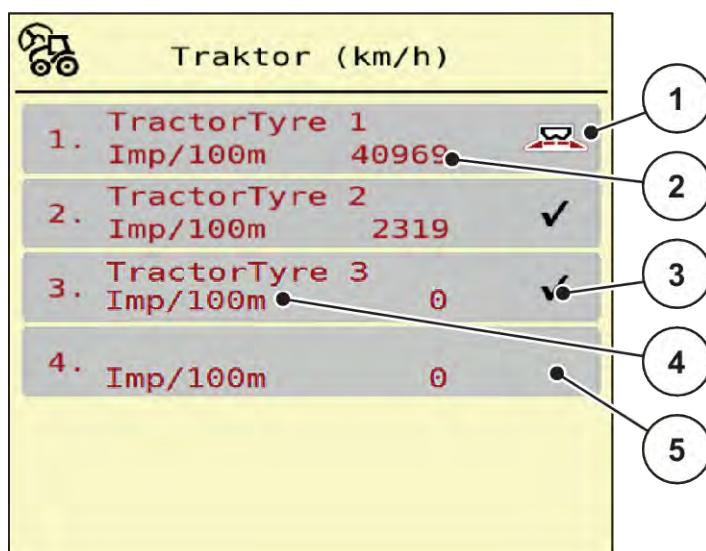 Traktor (km/h)
1. TractorTyre 1
Imp/100m 40969
2. TractorTyre 2
Imp/100m 2319
3. TractorTyre 3
Imp/100m 0
4.
Imp/100m 0
1
2
3
4
5